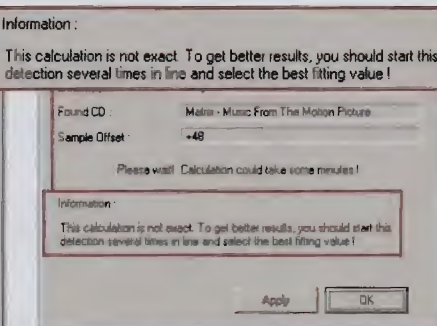 Information :
This calculation is not exact. To get better results, you should start this
detection several times in line and select the best fitting value !
Found CD : Matrix - Music From The Motion Picture
Sample Offset : +48
Please wait! Calculation could take some minutes !
Information :
This calculation is not exact. To get better results, you should start this
detection several times in line and select the best fitting value !
Apply OK